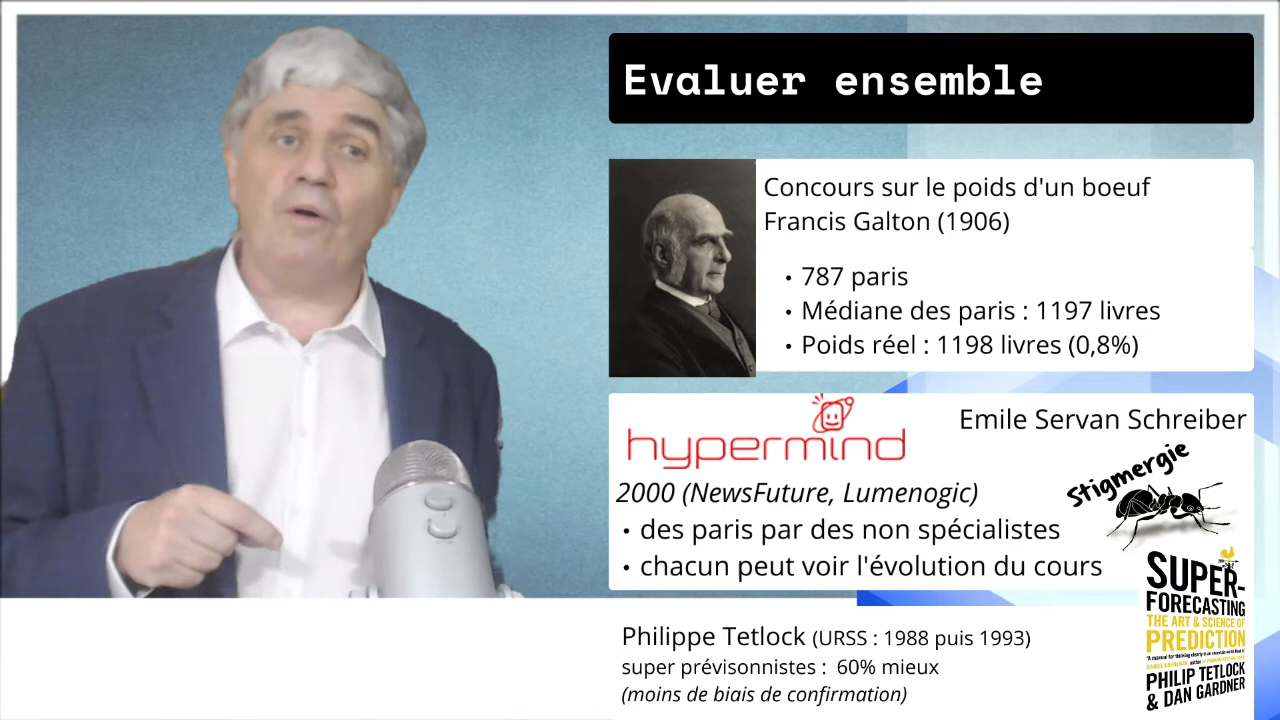 Evaluer ensemble
Concours sur le poids d'un boeuf
Francis Galton (1906)
• 787 paris
• Médiane des paris : 1197 livres
• Poids réel : 1198 livres (0,8%)
hypermind
Emile Servan Schreiber
Stigmergie
2000 (NewsFuture, Lumenogic)
• des paris par des non spécialistes
• chacun peut voir l'évolution du cours
Philippe Tetlock (URSS : 1988 puis 1993)
super prévisonnistes : 60% mieux
(moins de biais de confirmation)
SUPER-
FORECASTING
THE ART & SCIENCE OF
PREDICTION
PHILIP TETLOCK
& DAN GARDNER